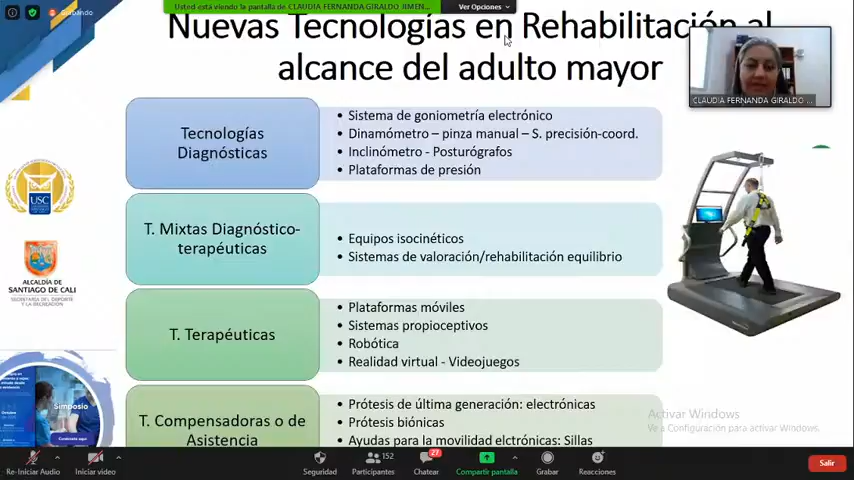 Grabando
Usted está viendo la pantalla de CLAUDIA FERNANDA GIRALDO JIMEN...
Ver Opciones
Nuevas Tecnologías en Rehabilitación al
alcance del adulto mayor
CLAUDIA FERNANDA GIRALDO ...
Tecnologías
Diagnósticas
• Sistema de goniometría electrónico
• Dinamómetro – pinza manual – S. precisión-coord.
• Inclinómetro - Posturógrafos
• Plataformas de presión
T. Mixtas Diagnóstico-
terapéuticas
• Equipos isocinéticos
• Sistemas de valoración/rehabilitación equilibrio
T. Terapéuticas
• Plataformas móviles
• Sistemas propioceptivos
• Robótica
• Realidad virtual - Videojuegos
T. Compensadoras o de
Asistencia
• Prótesis de última generación: electrónicas
• Prótesis biónicas
• Ayudas para la movilidad elctrónicas: Sillas
USC
ALCALDÍA DE
SANTIAGO DE CALI
SECRETARÍA DEL DEPORTE
Y LA RECREACIÓN
Simposio
Activar Windows
Ve a Configuración para activar Windows.
Re-Iniciar Audio
Iniciar video
Seguridad
152
Participantes
27
Chatear
Compartir pantalla
Grabar
Reacciones
Salir